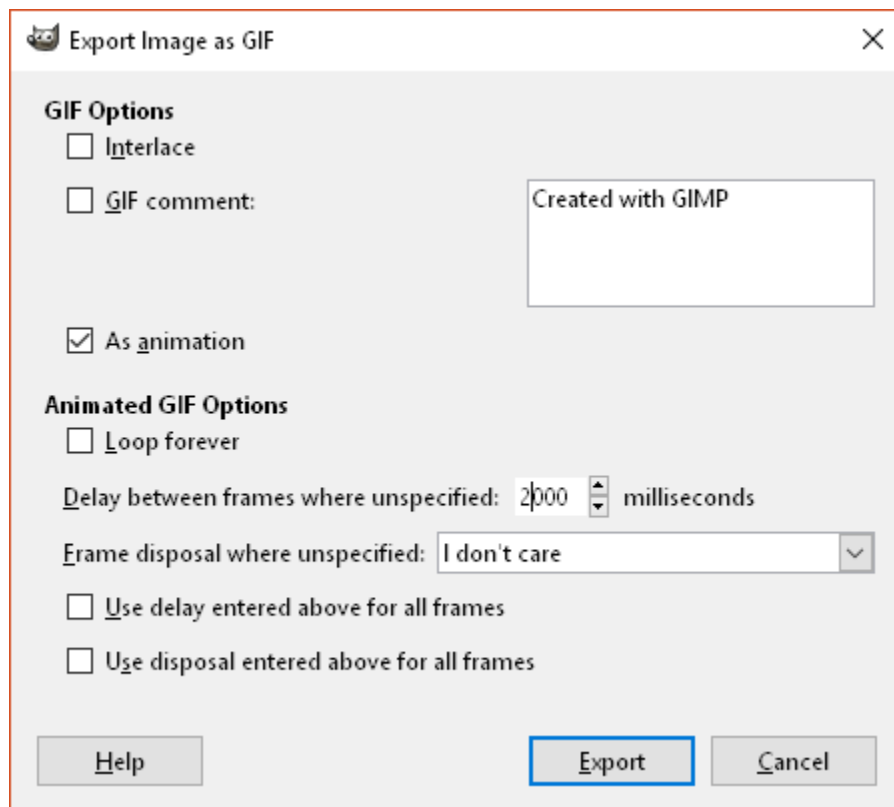 Export Image as GIF
GIF Options
Interlace
GIF comment:
Created with GIMP
As animation
Animated GIF Options
Loop forever
Delay between frames where unspecified: 2000 milliseconds
Frame disposal where unspecified: I don't care
Use delay entered above for all frames
Use disposal entered above for all frames
Help Export Cancel